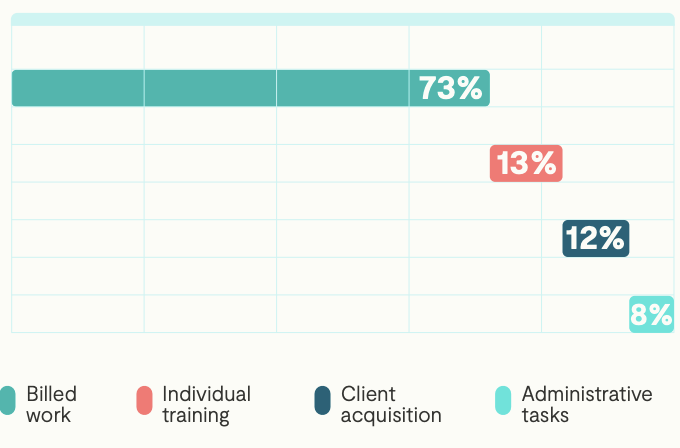 73%
13%
12%
8%
Billed
work
Individual
training
Client
acquisition
Administrative
tasks